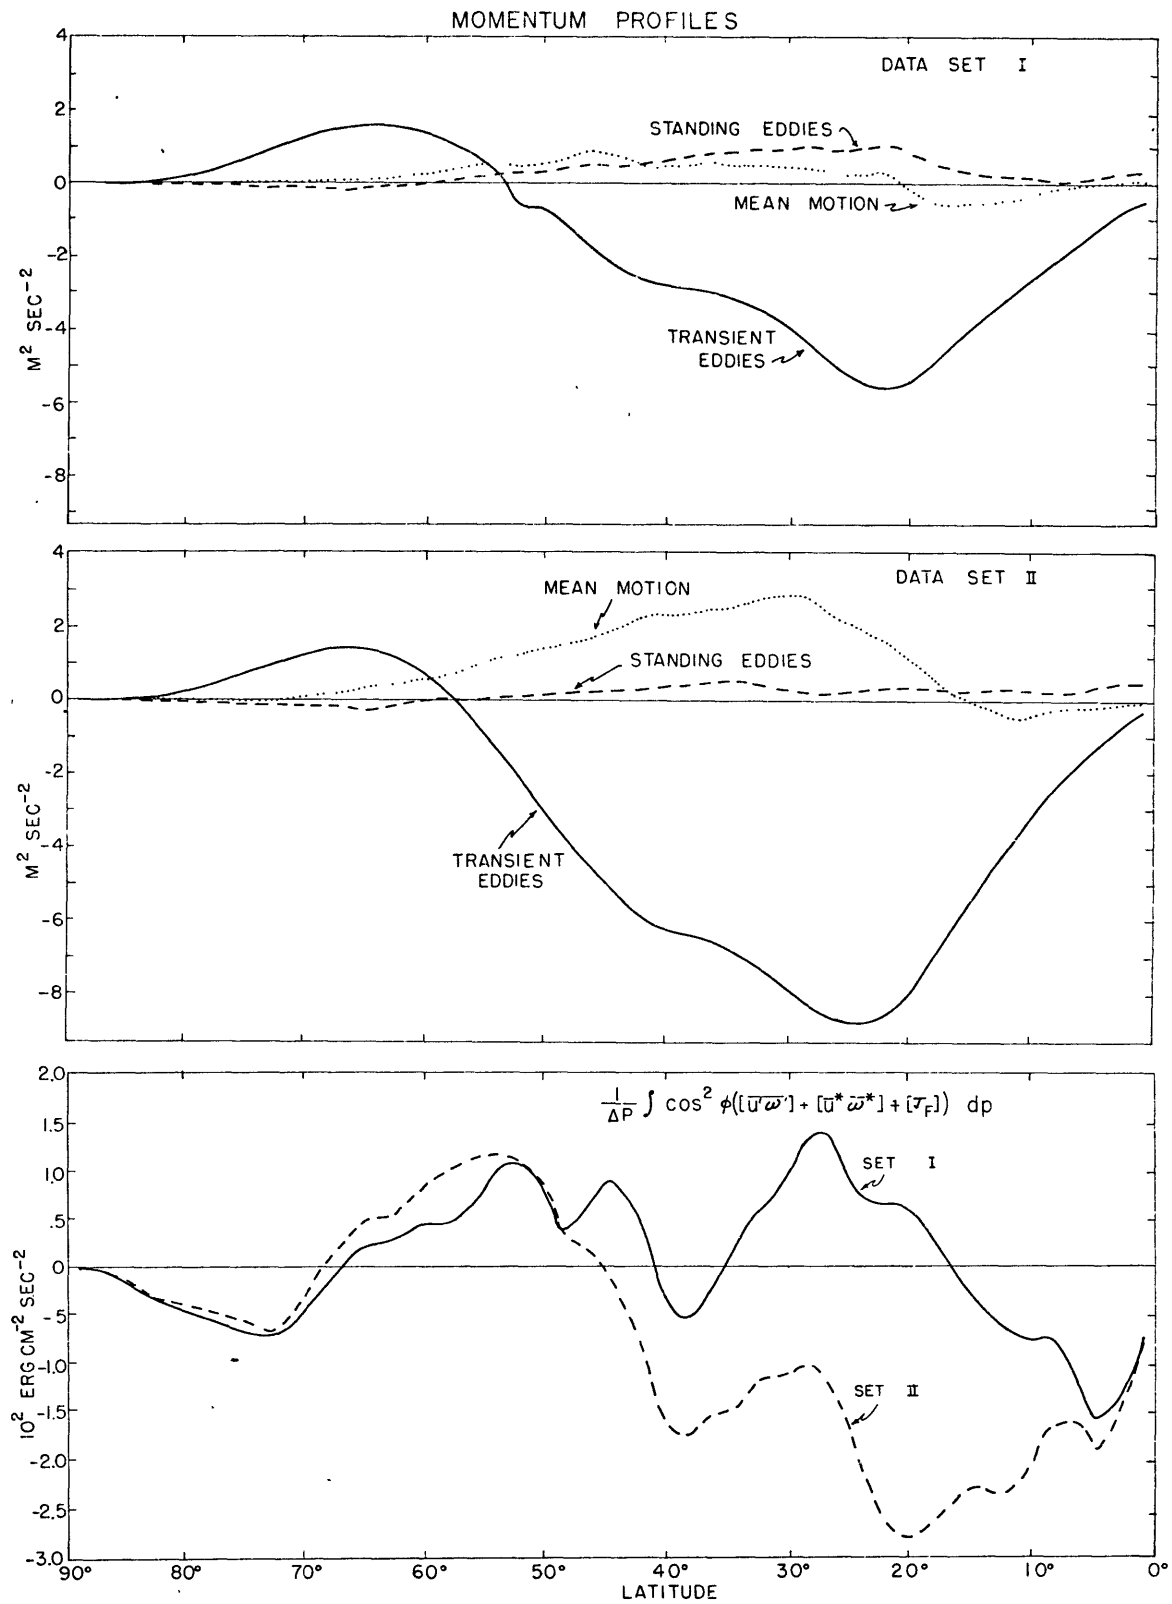 MOMENTUM PROFILES
DATA SET I
4
2
0
-2
-4
-6
-8
M² SEC⁻²
STANDING EDDIES
MEAN MOTION
TRANSIENT
EDDIES
DATA SET II
4
2
0
-2
-4
-6
-8
M² SEC⁻²
MEAN MOTION
STANDING EDDIES
TRANSIENT
EDDIES
2.0
1.5
1.0
.5
0
-.5
-1.0
-1.5
-2.0
-2.5
-3.0
10² ERG CM⁻² SEC⁻²
1/ΔP ∫ cos² φ([u'ω'] + [ū* ω̄*] + [τ_F]) dp
SET I
SET II
90° 80° 70° 60° 50° 40° 30° 20° 10° 0°
LATITUDE